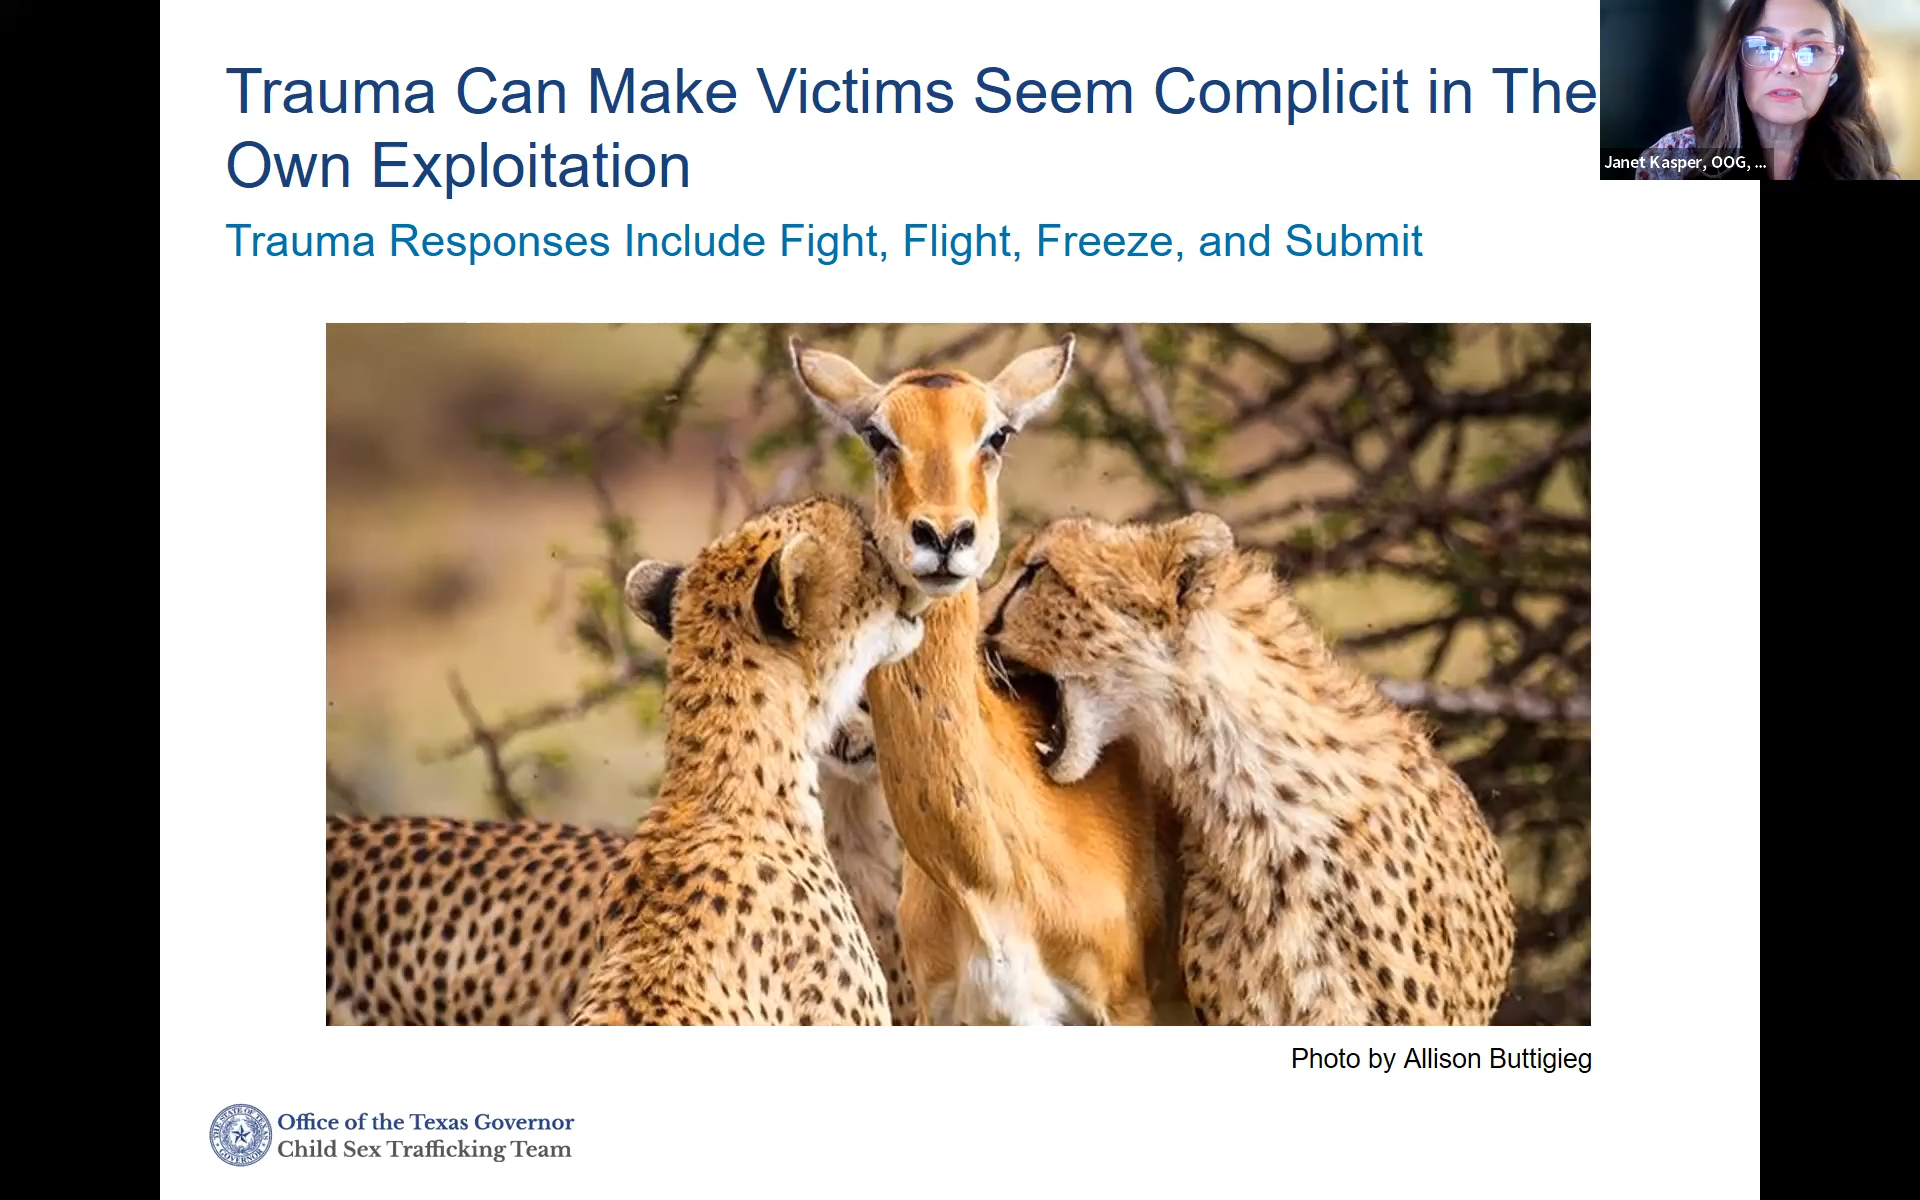 Trauma Can Make Victims Seem Complicit in The
Own Exploitation
Trauma Responses Include Fight, Flight, Freeze, and Submit
Janet Kasper, OOG, ...
Photo by Allison Buttigieg
Office of the Texas Governor
Child Sex Trafficking Team